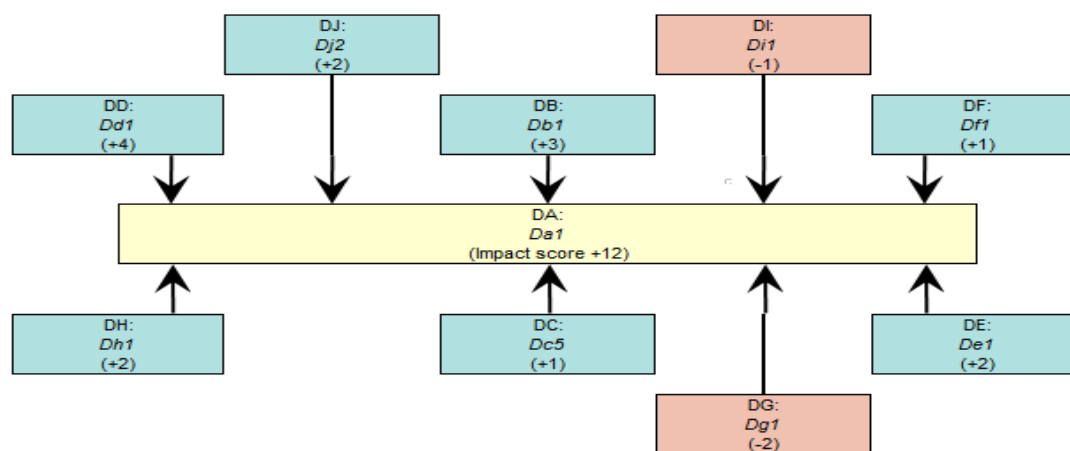 DJ:
Dj2
(+2)
DI:
Di1
(-1)
DD:
Dd1
(+4)
DB:
Db1
(+3)
DF:
Df1
(+1)
DA:
Da1
(Impact score +12)
DH:
Dh1
(+2)
DC:
Dc5
(+1)
DE:
De1
(+2)
DG:
Dg1
(-2)